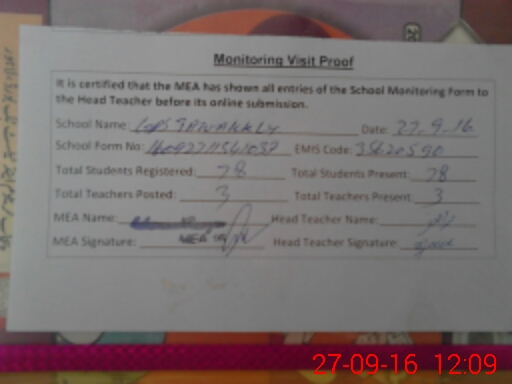 Monitoring Visit Proof
It is certified that the MEA has shown all entries of the School Monitoring Form to
the Head Teacher before its online submission.
School Name: Date: 27-9-16
School Form No: EMIS Code:
Total Students Registered: 78 Total Students Present: 78
Total Teachers Posted: 3 Total Teachers Present 3
MEA Name: Head Teacher Name:
MEA Signature: MEA Head Teacher Signature:
27-09-16 12:09